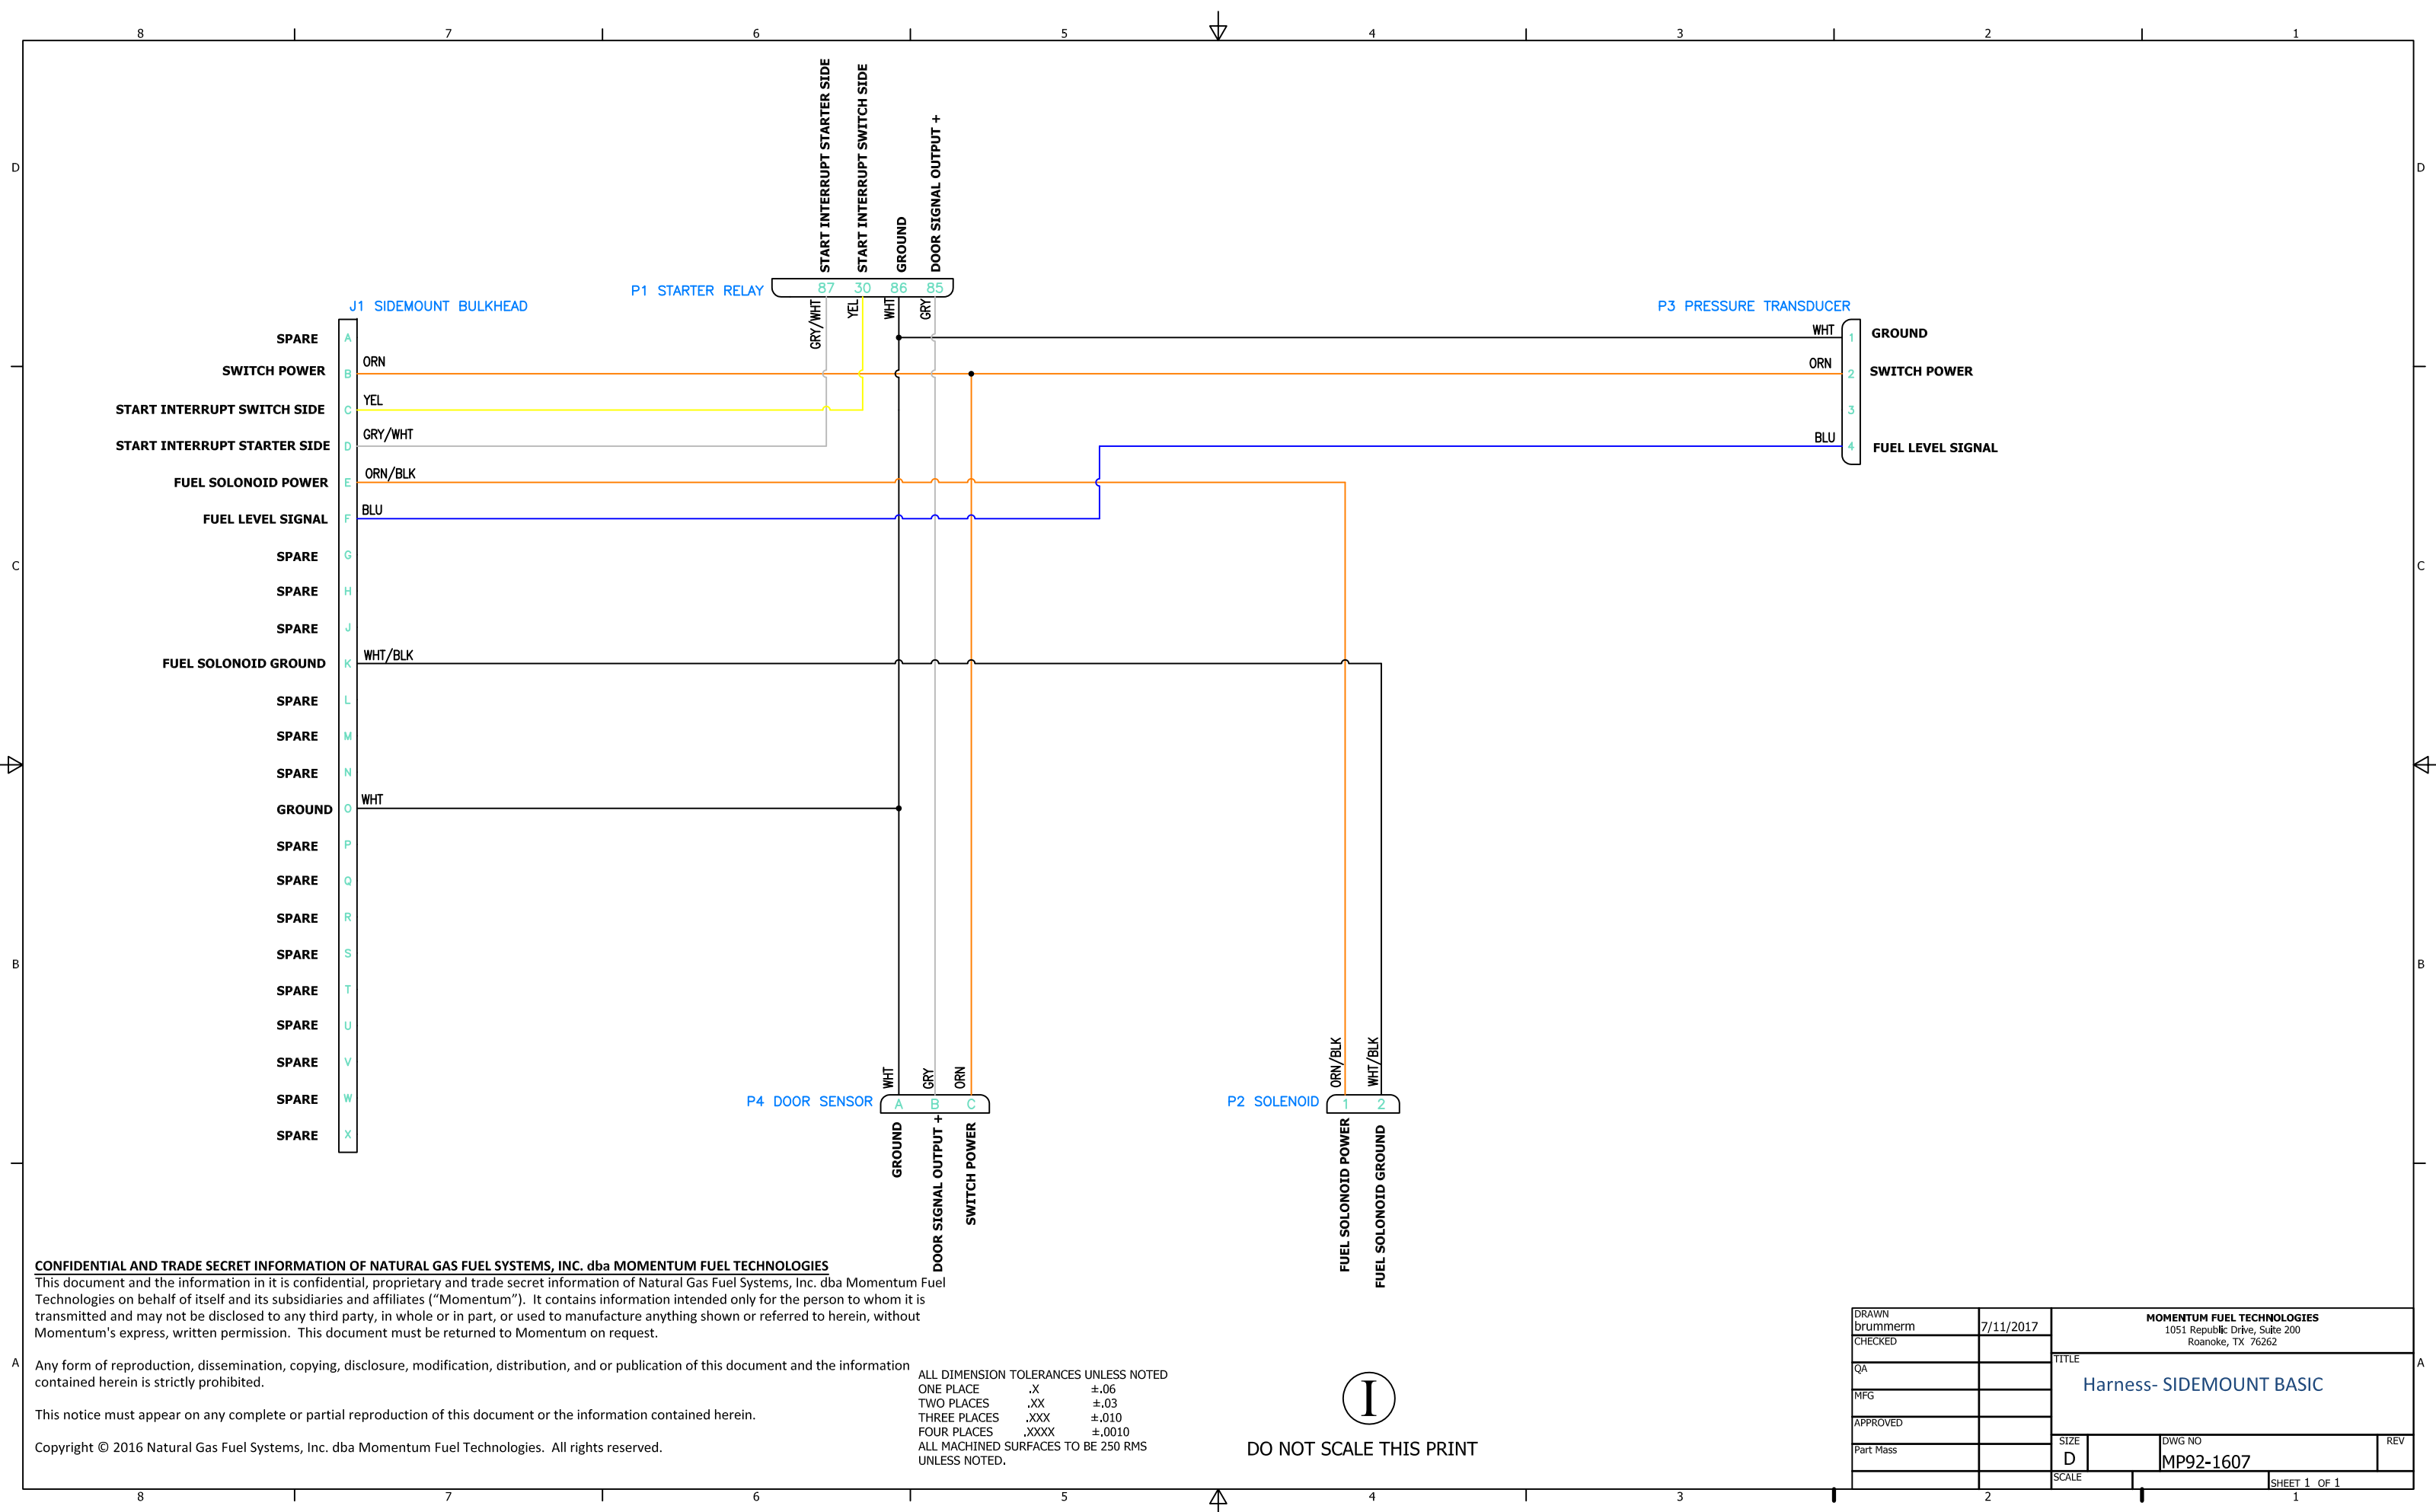 8 7 6 5 4 3 2 1
D D
START INTERRUPT STARTER SIDE
START INTERRUPT SWITCH SIDE
GROUND
DOOR SIGNAL OUTPUT +
P1 STARTER RELAY
87 30 86 85
GRY/WHT YEL WHT GRY
J1 SIDEMOUNT BULKHEAD
P3 PRESSURE TRANSDUCER
WHT 1 GROUND
ORN 2 SWITCH POWER
3
BLU 4 FUEL LEVEL SIGNAL
SPARE A
SWITCH POWER B ORN
START INTERRUPT SWITCH SIDE C YEL
START INTERRUPT STARTER SIDE D GRY/WHT
FUEL SOLONOID POWER E ORN/BLK
FUEL LEVEL SIGNAL F BLU
SPARE G
C C
SPARE H
SPARE J
FUEL SOLONOID GROUND K WHT/BLK
SPARE L
SPARE M
SPARE N
GROUND O WHT
SPARE P
SPARE Q
SPARE R
SPARE S
B B
SPARE T
SPARE U
SPARE V
SPARE W
SPARE X
WHT GRY ORN
P4 DOOR SENSOR A B C
GROUND
DOOR SIGNAL OUTPUT +
SWITCH POWER
ORN/BLK WHT/BLK
P2 SOLENOID 1 2
FUEL SOLONOID POWER
FUEL SOLONOID GROUND
CONFIDENTIAL AND TRADE SECRET INFORMATION OF NATURAL GAS FUEL SYSTEMS, INC. dba MOMENTUM FUEL TECHNOLOGIES
This document and the information in it is confidential, proprietary and trade secret information of Natural Gas Fuel Systems, Inc. dba Momentum Fuel
Technologies on behalf of itself and its subsidiaries and affiliates (“Momentum”).  It contains information intended only for the person to whom it is
transmitted and may not be disclosed to any third party, in whole or in part, or used to manufacture anything shown or referred to herein, without
Momentum's express, written permission.  This document must be returned to Momentum on request.
A A
Any form of reproduction, dissemination, copying, disclosure, modification, distribution, and or publication of this document and the information
contained herein is strictly prohibited.
This notice must appear on any complete or partial reproduction of this document or the information contained herein.
Copyright © 2016 Natural Gas Fuel Systems, Inc. dba Momentum Fuel Technologies.  All rights reserved.
ALL DIMENSION TOLERANCES UNLESS NOTED
ONE PLACE .X ±.06
TWO PLACES .XX ±.03
THREE PLACES .XXX ±.010
FOUR PLACES .XXXX ±.0010
ALL MACHINED SURFACES TO BE 250 RMS
UNLESS NOTED.
I
DO NOT SCALE THIS PRINT
DRAWN
brummerm 7/11/2017
CHECKED
QA
MFG
APPROVED
Part Mass
MOMENTUM FUEL TECHNOLOGIES
1051 Republic Drive, Suite 200
Roanoke, TX  76262
TITLE
Harness- SIDEMOUNT BASIC
SIZE
D
DWG NO
MP92-1607
REV
SCALE
SHEET 1 OF 1
8 7 6 5 4 3 2 1